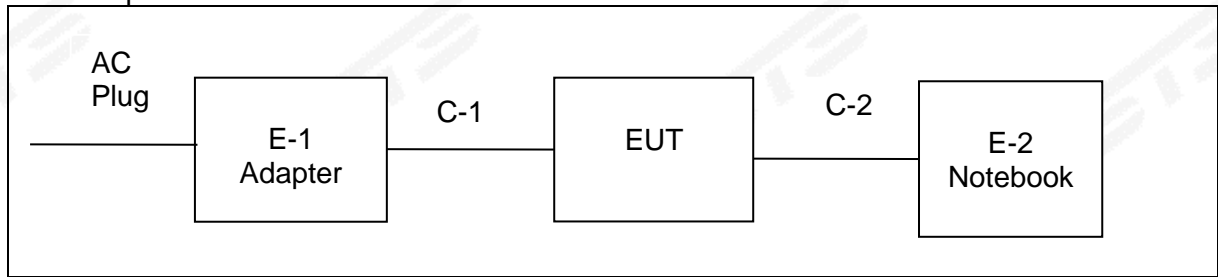 AC
Plug
E-1
Adapter
C-1
EUT
C-2
E-2
Notebook